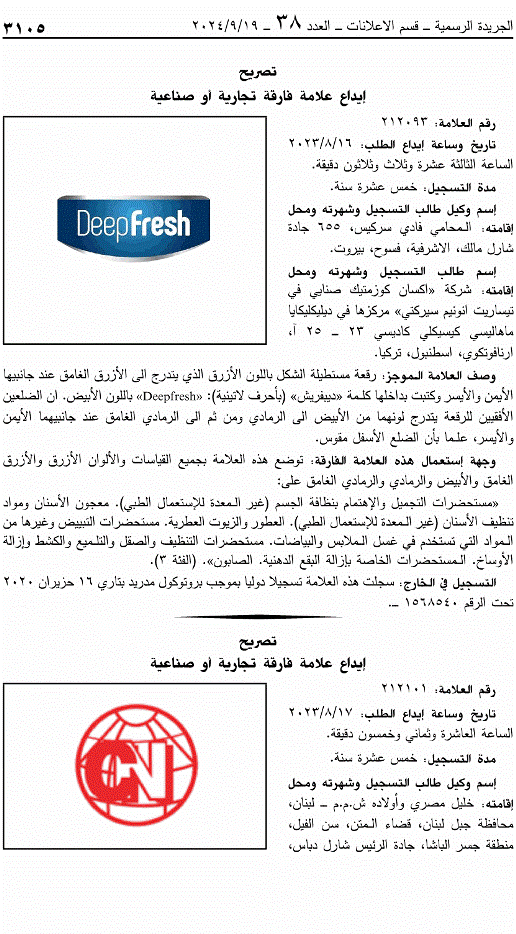 الجريدة الرسمية ــ قسم الاعلانات ــ العدد ٣٨ ــ ٢٠٢٤/٩/١٩
٣١٠٥
تصريح
إيداع علامة فارقة تجارية او صناعية
رقم العلامة: ٢١٢٠٩٣
تاريخ وساعة إيداع الطلب: ٢٠٢٣/٨/١٦
الساعة الثالثة عشرة وثلاث وثلاثون دقيقة.
مدة التسجيل: خمس عشرة سنة.
إسم وكيل طالب التسجيل وشهرته ومحل
إقامته: المحامي فادي سركيس، ٦٥٥ جادة
شارل مالك، الاشرفية، فسوح، بيروت.
إسم طالب التسجيل وشهرته ومحل
إقامته: شركة «اكسان كوزمتيك صنايي في
تيساريت انونيم سيركتي» مركزها في ديليكليكايا
ماهاليسي كيسيكلي كاديسي ٢٣ ــ ٢٥ آ،
ارنافوتكوي، اسطنبول، تركيا.
DeepFresh
وصف العلامة الموجز: رقعة مستطيلة الشكل باللون الأزرق الذي يتدرج الى الأزرق الغامق عند جانبيها
الأيمن والأيسر وكتبت بداخلها كلمة «ديبفريش» (بأحرف لاتينية): «Deepfresh» باللون الأبيض. ان الضلعين
الأفقيين للرقعة يتدرج لونهما من الأبيض الى الرمادي ومن ثم الى الرمادي الغامق عند جانبيهما الأيمن
والأيسر، علما بأن الضلع الأسفل مقوس.
وجهة إستعمال هذه العلامة الفارقة: توضع هذه العلامة بجميع القياسات والألوان الأزرق والأزرق
الغامق والأبيض والرمادي والرمادي الغامق على:
«مستحضرات التجميل والإهتمام بنظافة الجسم (غير المعدة للإستعمال الطبي). معجون الأسنان ومواد
تنظيف الأسنان (غير المعدة للإستعمال الطبي). العطور والزيوت العطرية. مستحضرات التبييض وغيرها من
المواد التي تستخدم في غسل الملابس والبياضات. مستحضرات التنظيف والصقل والتلميع والكشط وإزالة
الأوساخ. المستحضرات الخاصة بإزالة البقع الدهنية. الصابون». (الفئة ٣).
التسجيل في الخارج: سجلت هذه العلامة تسجيلا دوليا بموجب بروتوكول مدريد بتاري ١٦ حزيران ٢٠٢٠
تحت الرقم ١٥٦٨٥٤٠ ــ.
تصريح
إيداع علامة فارقة تجارية او صناعية
رقم العلامة: ٢١٢١٠١
تاريخ وساعة إيداع الطلب: ٢٠٢٣/٨/١٧
الساعة العاشرة وثماني وخمسون دقيقة.
مدة التسجيل: خمس عشرة سنة.
إسم وكيل طالب التسجيل وشهرته ومحل
إقامته: خليل مصري وأولاده ش.م.م ــ لبنان،
محافظة جبل لبنان، قضاء المتن، سن الفيل،
منطقة جسر الباشا، جادة الرئيس شارل دباس،
CN